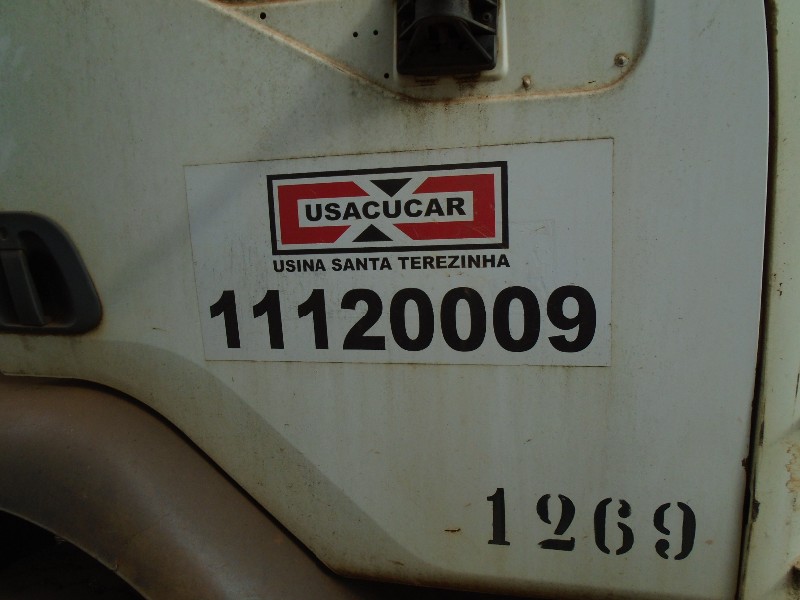 USACUCAR
USINA SANTA TEREZINHA
11120009
1269